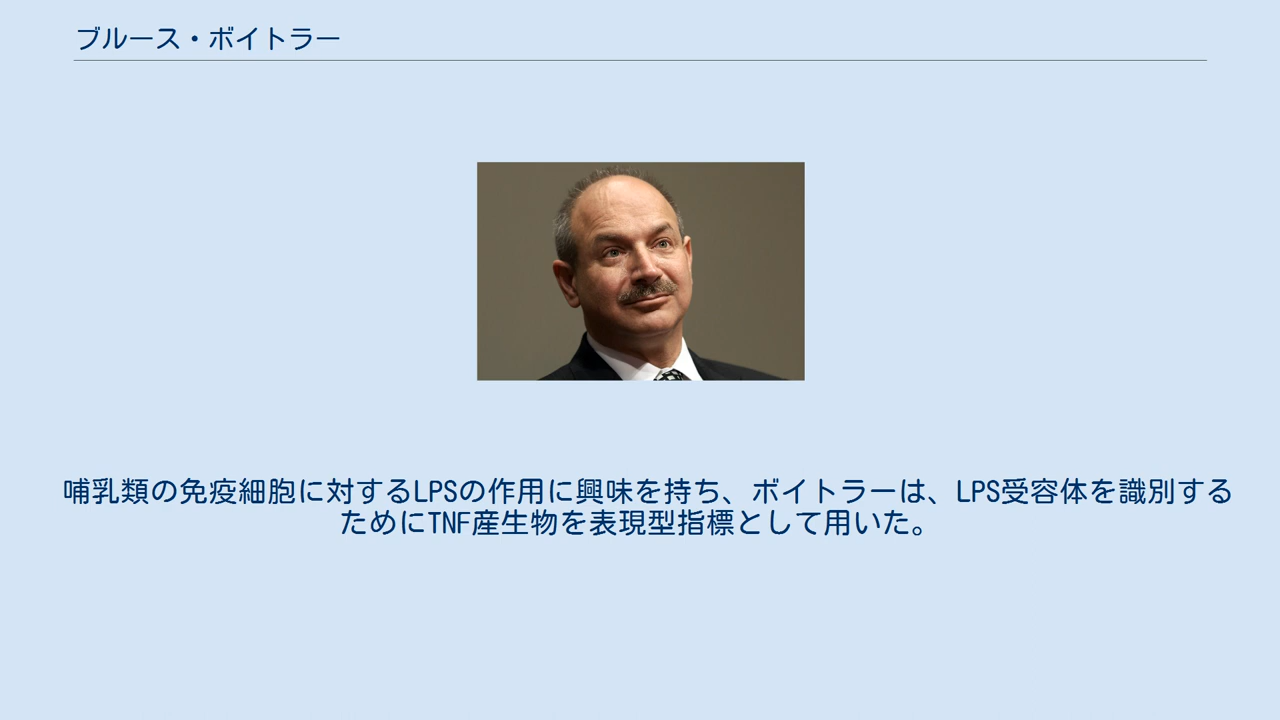 ブルース・ボイトラー
哺乳類の免疫細胞に対するLPSの作用に興味を持ち、ボイトラーは、LPS受容体を識別する
ためにTNF産生物を表現型指標として用いた。